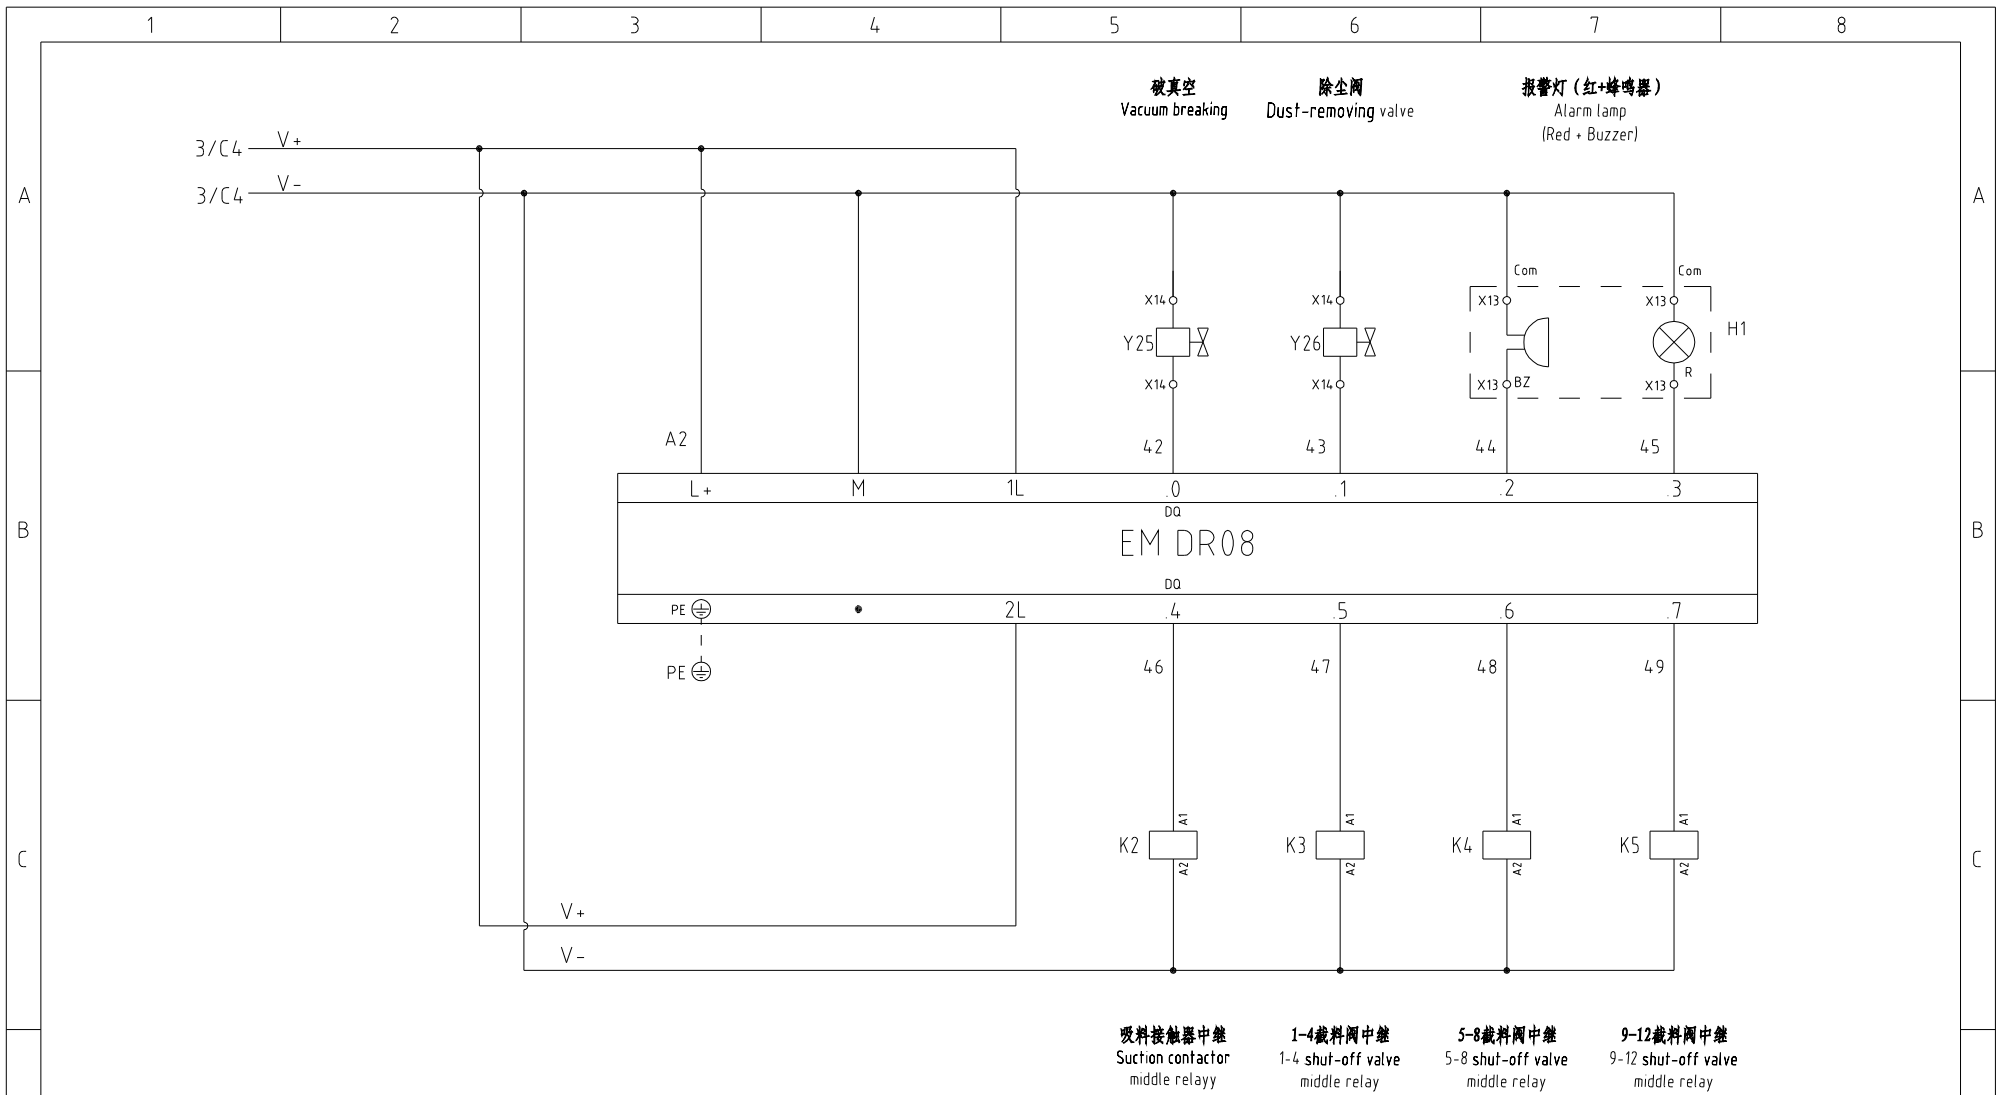 1 2 3 4 5 6 7 8
破真空 除尘阀 报警灯（红+蜂鸣器）
Vacuum breaking Dust-removing valve Alarm lamp
(Red + Buzzer)
3/C4 V+
3/C4 V-
A A
Com Com
X14 X14 X13 X13
Y25 Y26 H1
R
X14 X14 X13 BZ X13
A2 42 43 44 45
L+ M 1L .0 .1 .2 .3
DQ
B EM DR08 B
DQ
PE 2L .4 .5 .6 .7
PE 46 47 48 49
A1 A1 A1 A1
K2 K3 K4 K5
C C
A2 A2 A2 A2
V+
V-
吸料接触器中继 1-4截料阀中继 5-8截料阀中继 9-12截料阀中继
Suction contactor 1-4 shut-off valve 5-8 shut-off valve 9-12 shut-off valve
middle relayy middle relay middle relay middle relay